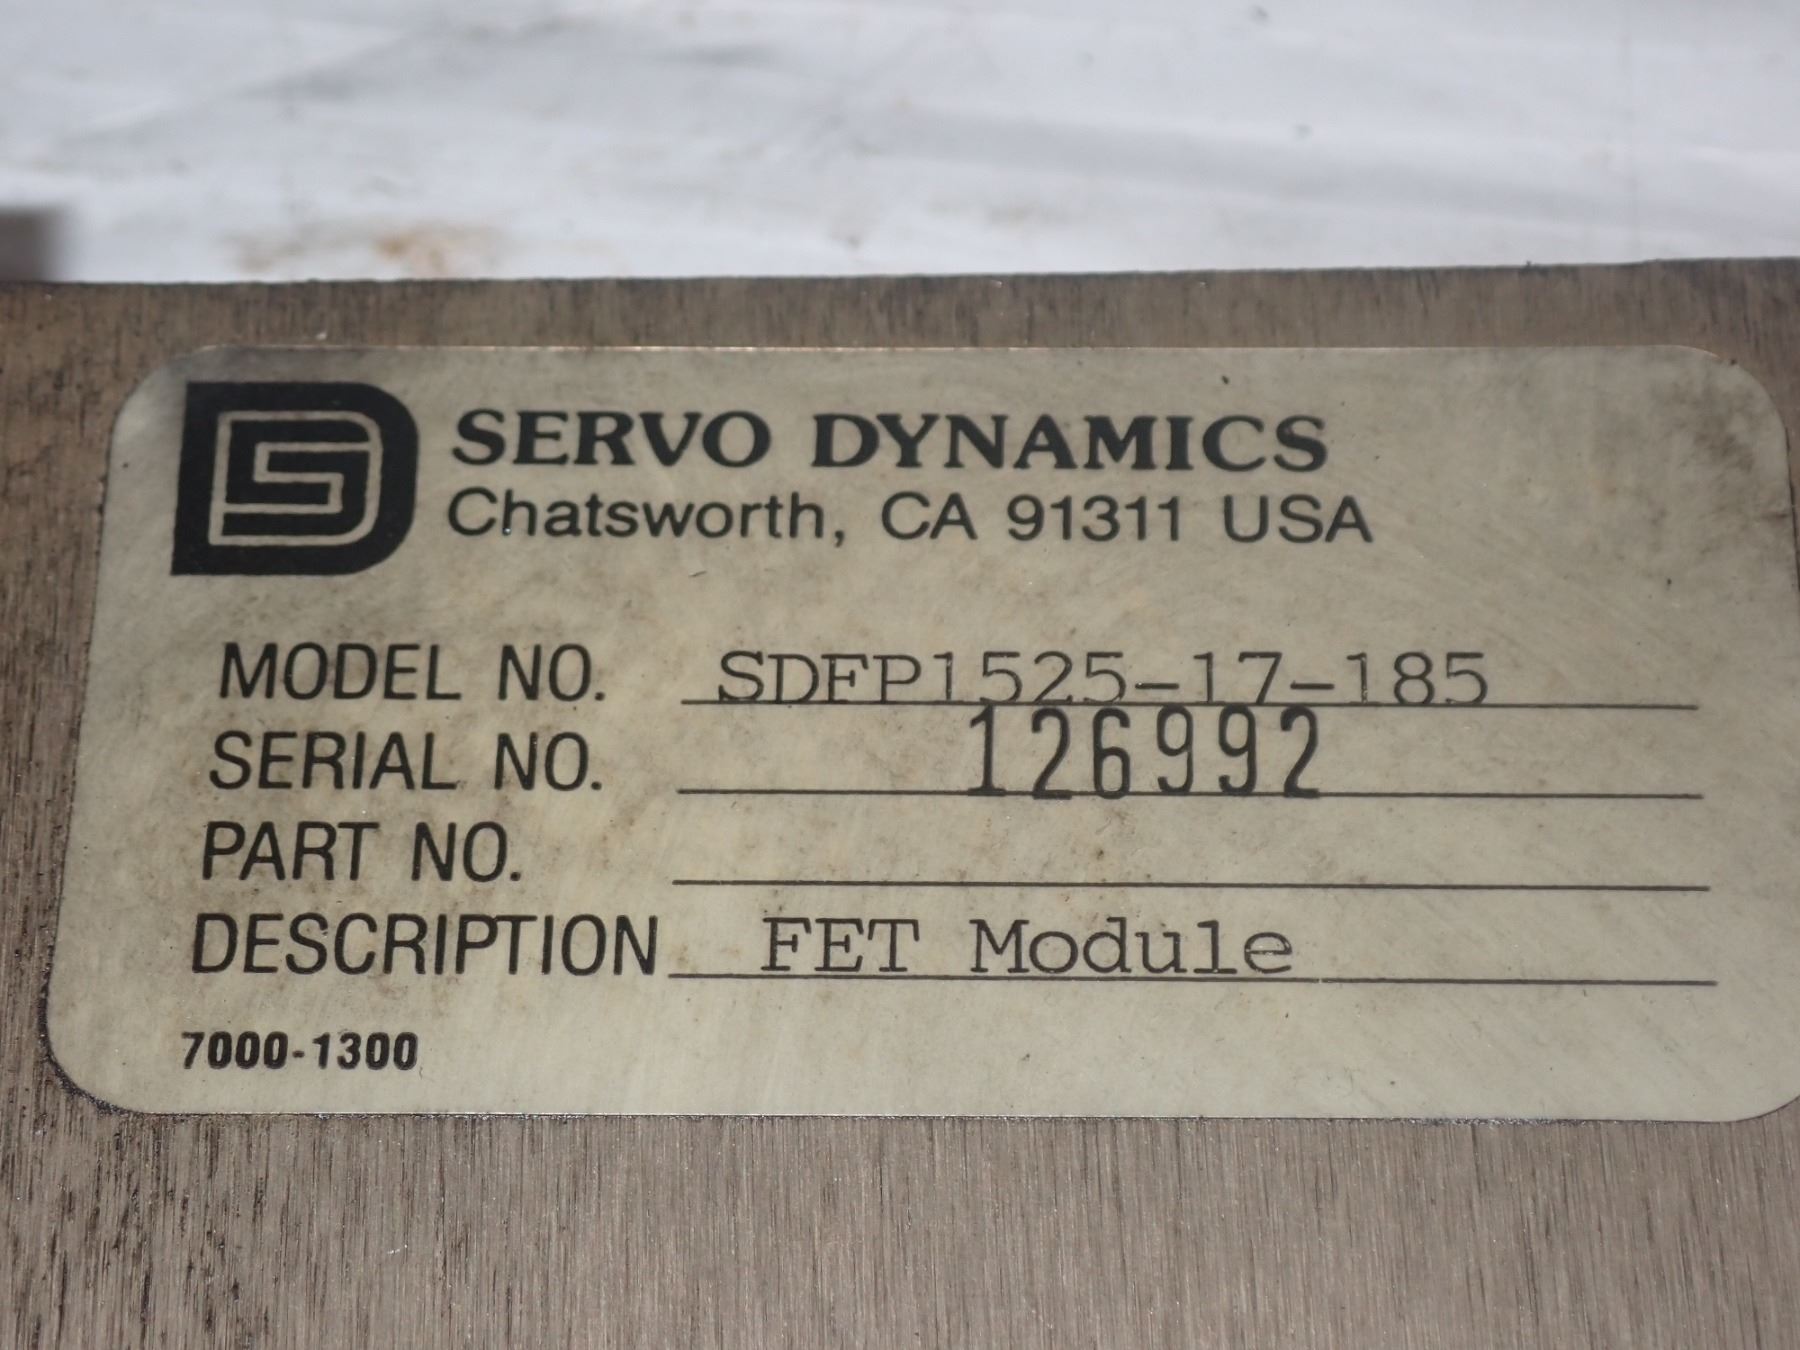 SERVO DYNAMICS
Chatsworth, CA 91311 USA
MODEL NO. SDFP1525-17-185
SERIAL NO. 126992
PART NO.
DESCRIPTION FET Module
7000-1300